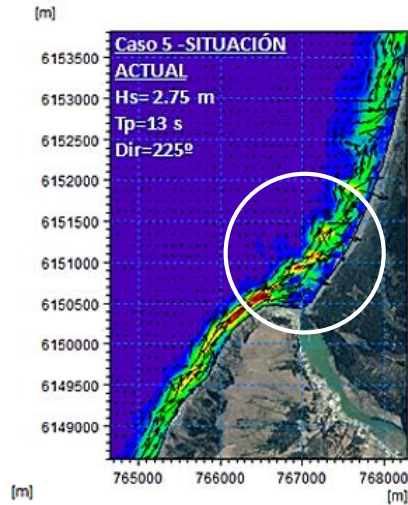 [m]
Caso 5 -SITUACIÓN
ACTUAL
Hs= 2.75 m
Tp=13 s
Dir=225º
6153500
6153000
6152500
6152000
6151500
6151000
6150500
6150000
6149500
6149000
765000 766000 767000 768000
[m] [m]